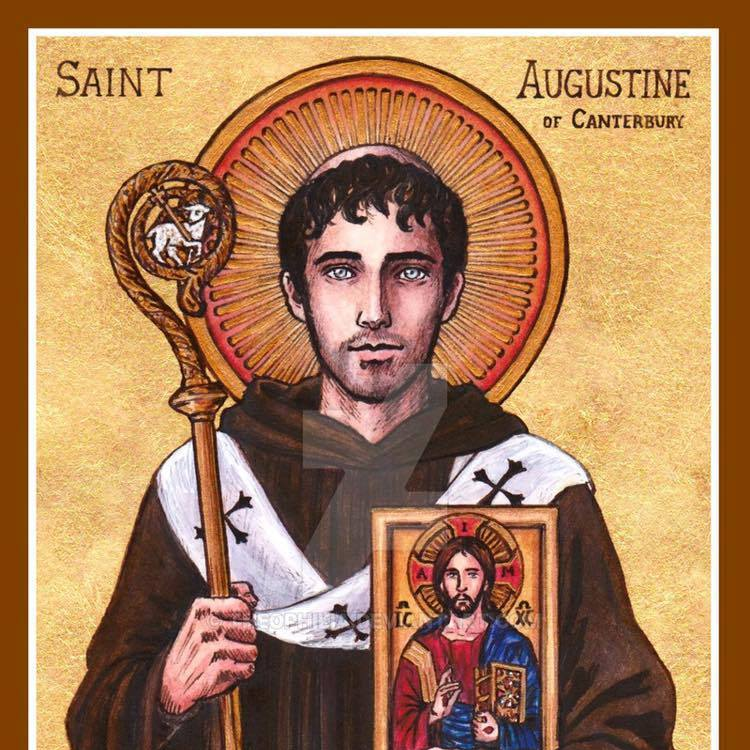 SAINT
AUGUSTINE
OF CANTERBURY
I
A M
IC XC